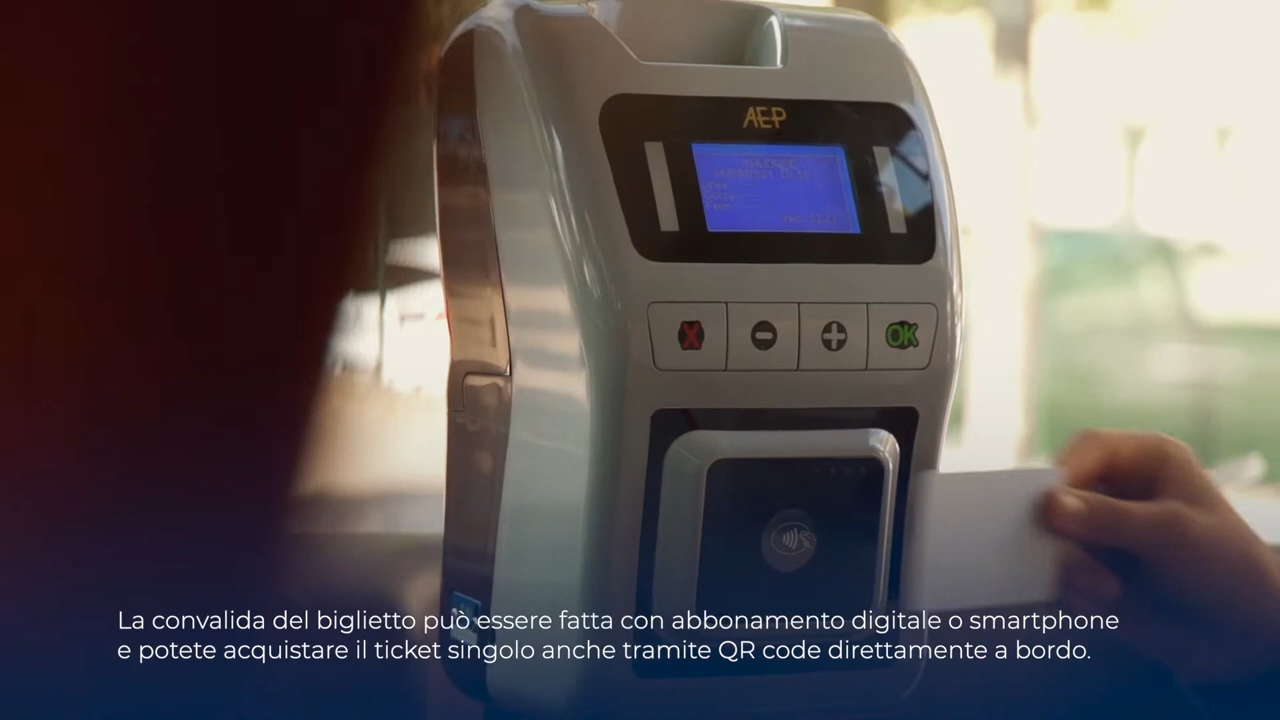 AEP
X
-
+
OK
La convalida del biglietto può essere fatta con abbonamento digitale o smartphone
e potete acquistare il ticket singolo anche tramite QR code direttamente a bordo.